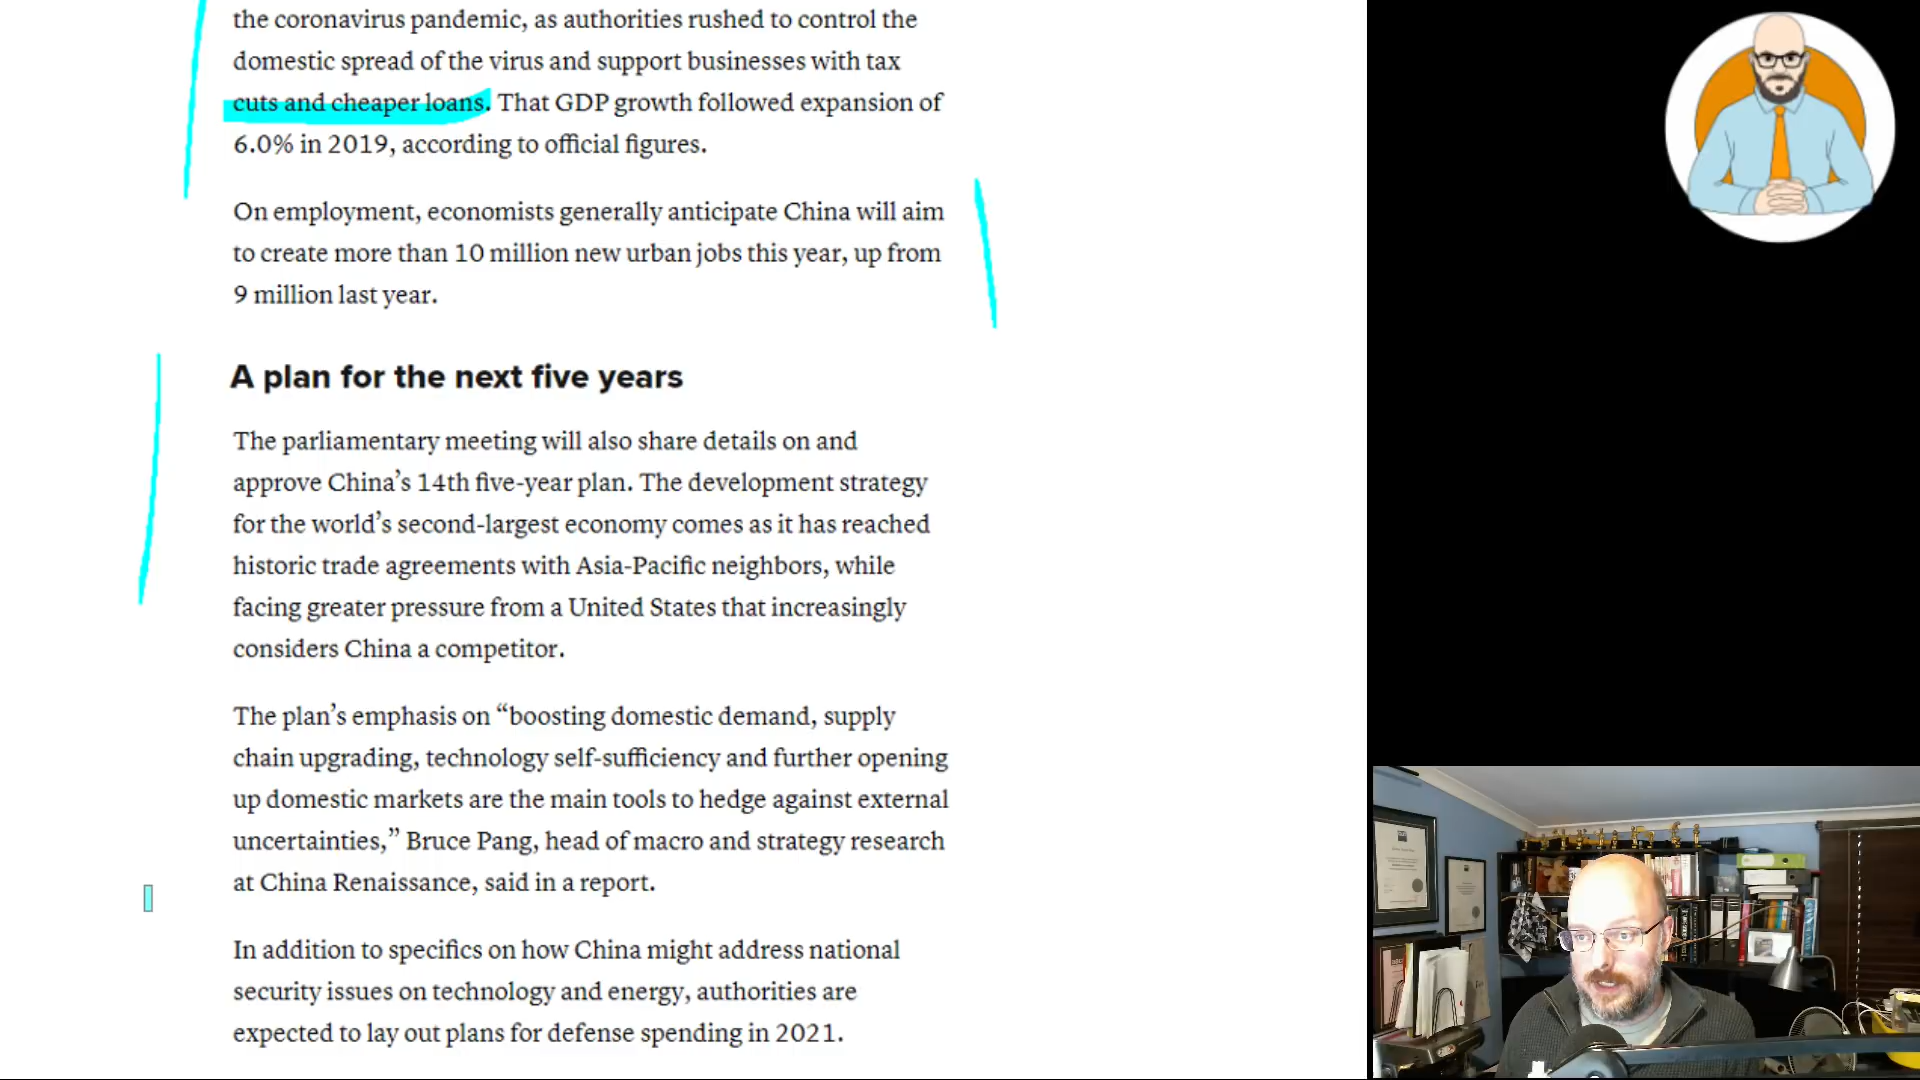 the coronavirus pandemic, as authorities rushed to control the
domestic spread of the virus and support businesses with tax
cuts and cheaper loans. That GDP growth followed expansion of
6.0% in 2019, according to official figures.
On employment, economists generally anticipate China will aim
to create more than 10 million new urban jobs this year, up from
9 million last year.
A plan for the next five years
The parliamentary meeting will also share details on and
approve China’s 14th five-year plan. The development strategy
for the world’s second-largest economy comes as it has reached
historic trade agreements with Asia-Pacific neighbors, while
facing greater pressure from a United States that increasingly
considers China a competitor.
The plan’s emphasis on “boosting domestic demand, supply
chain upgrading, technology self-sufficiency and further opening
up domestic markets are the main tools to hedge against external
uncertainties,” Bruce Pang, head of macro and strategy research
at China Renaissance, said in a report.
In addition to specifics on how China might address national
security issues on technology and energy, authorities are
expected to lay out plans for defense spending in 2021.